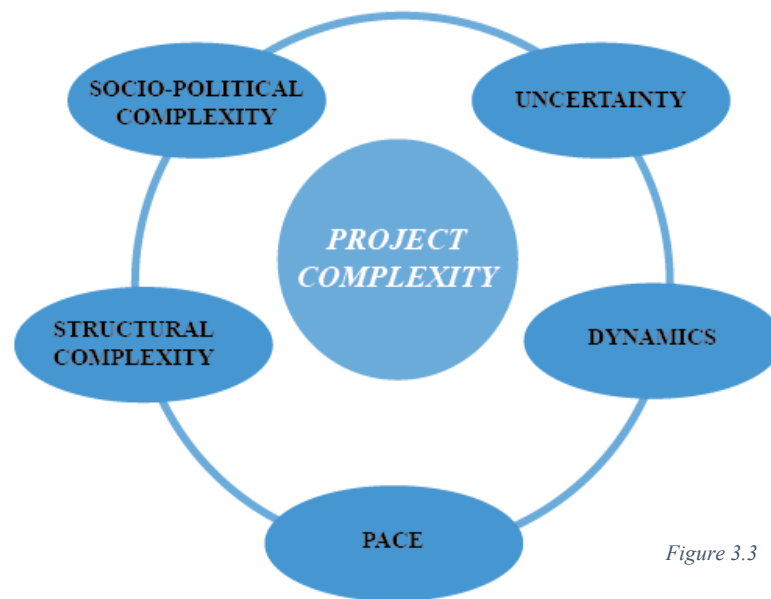 SOCIO-POLITICAL
COMPLEXITY
UNCERTAINTY
PROJECT
COMPLEXITY
STRUCTURAL
COMPLEXITY
DYNAMICS
PACE
Figure 3.3